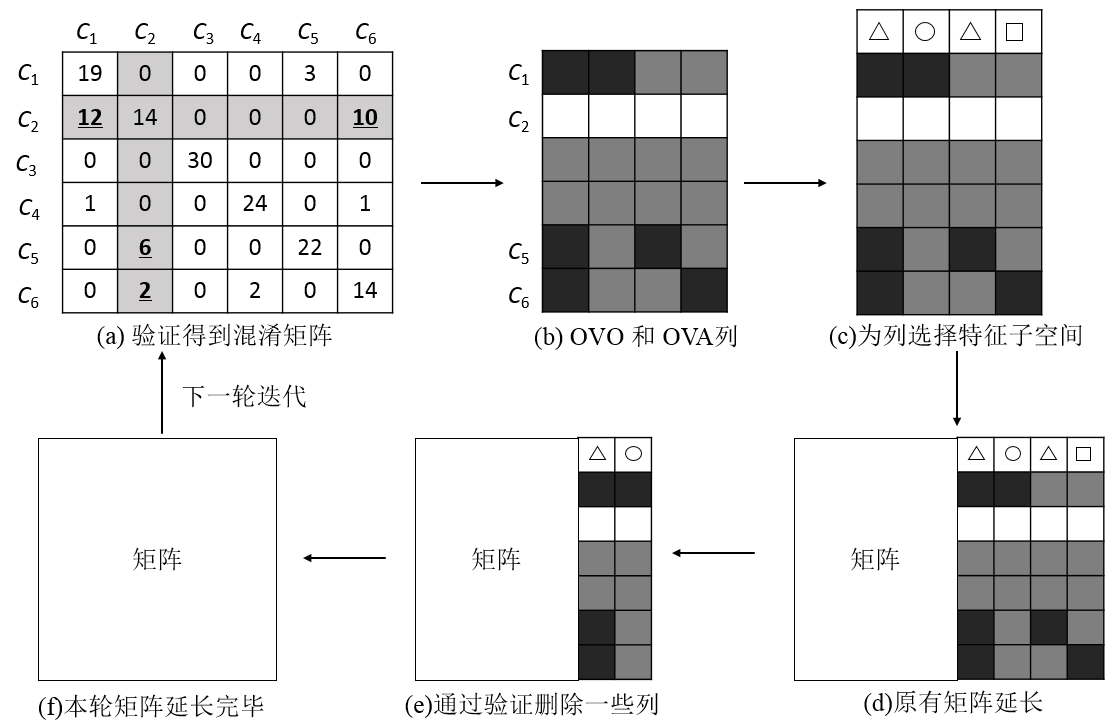 C1 C2 C3 C4 C5 C6
C1 19 0 0 0 3 0
C2 12 14 0 0 0 10
C3 0 0 30 0 0 0
C4 1 0 0 24 0 1
C5 0 6 0 0 22 0
C6 0 2 0 2 0 14
(a) 验证得到混淆矩阵
C1
C2
C5
C6
(b) OVO 和 OVA列
(c)为列选择特征子空间
下一轮迭代
矩阵
(f)本轮矩阵延长完毕
矩阵
(e)通过验证删除一些列
矩阵
(d)原有矩阵延长